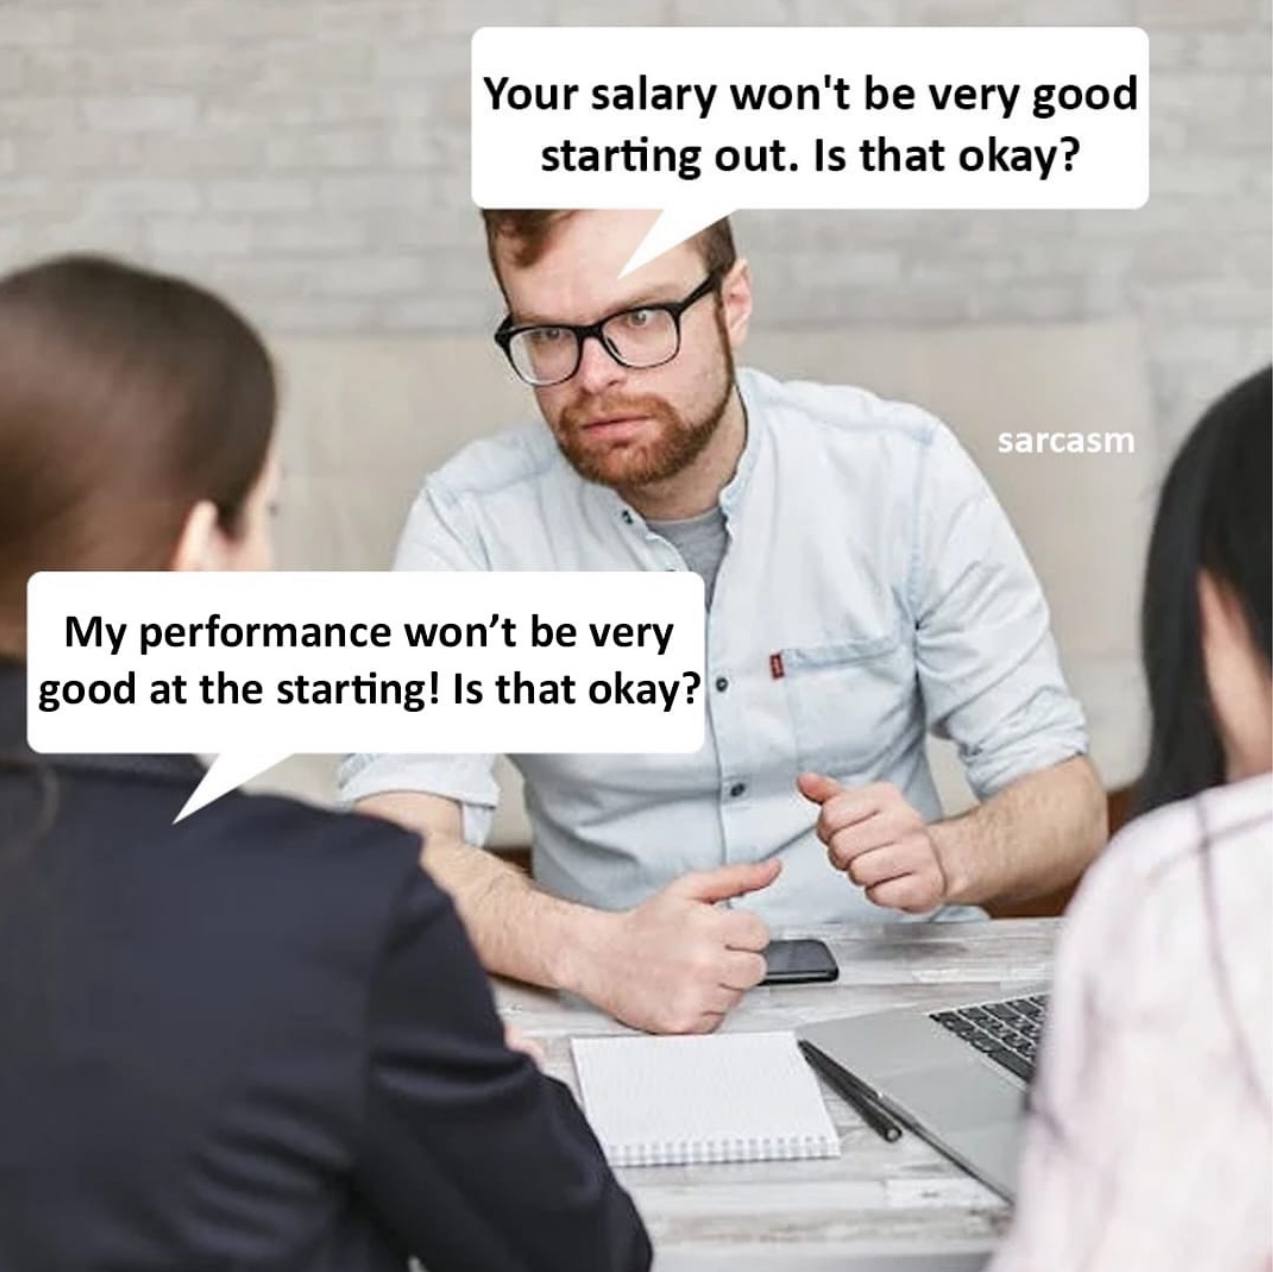 Your salary won't be very good
starting out. Is that okay?
sarcasm
My performance won’t be very
good at the starting! Is that okay?